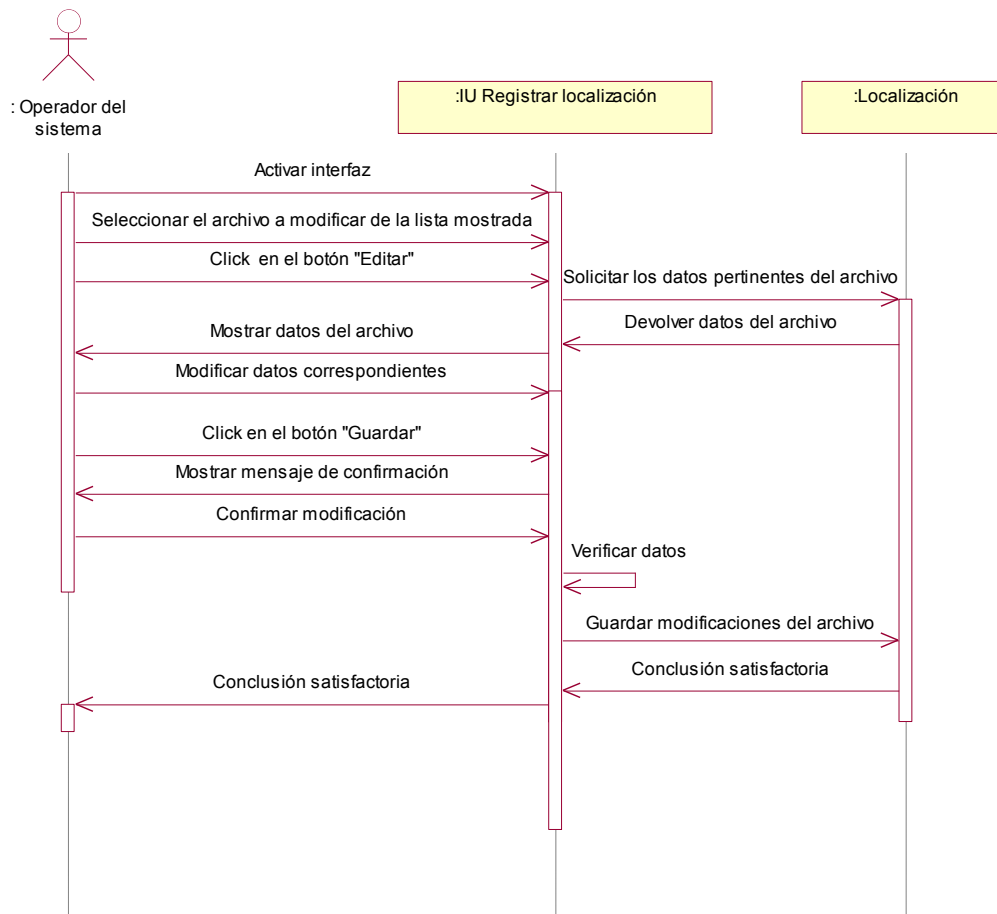 : Operador del
sistema
:IU Registrar localización
:Localización
Activar interfaz
Seleccionar el archivo a modificar de la lista mostrada
Click en el botón "Editar"
Solicitar los datos pertinentes del archivo
Devolver datos del archivo
Mostrar datos del archivo
Modificar datos correspondientes
Click en el botón "Guardar"
Mostrar mensaje de confirmación
Confirmar modificación
Verificar datos
Guardar modificaciones del archivo
Conclusión satisfactoria
Conclusión satisfactoria